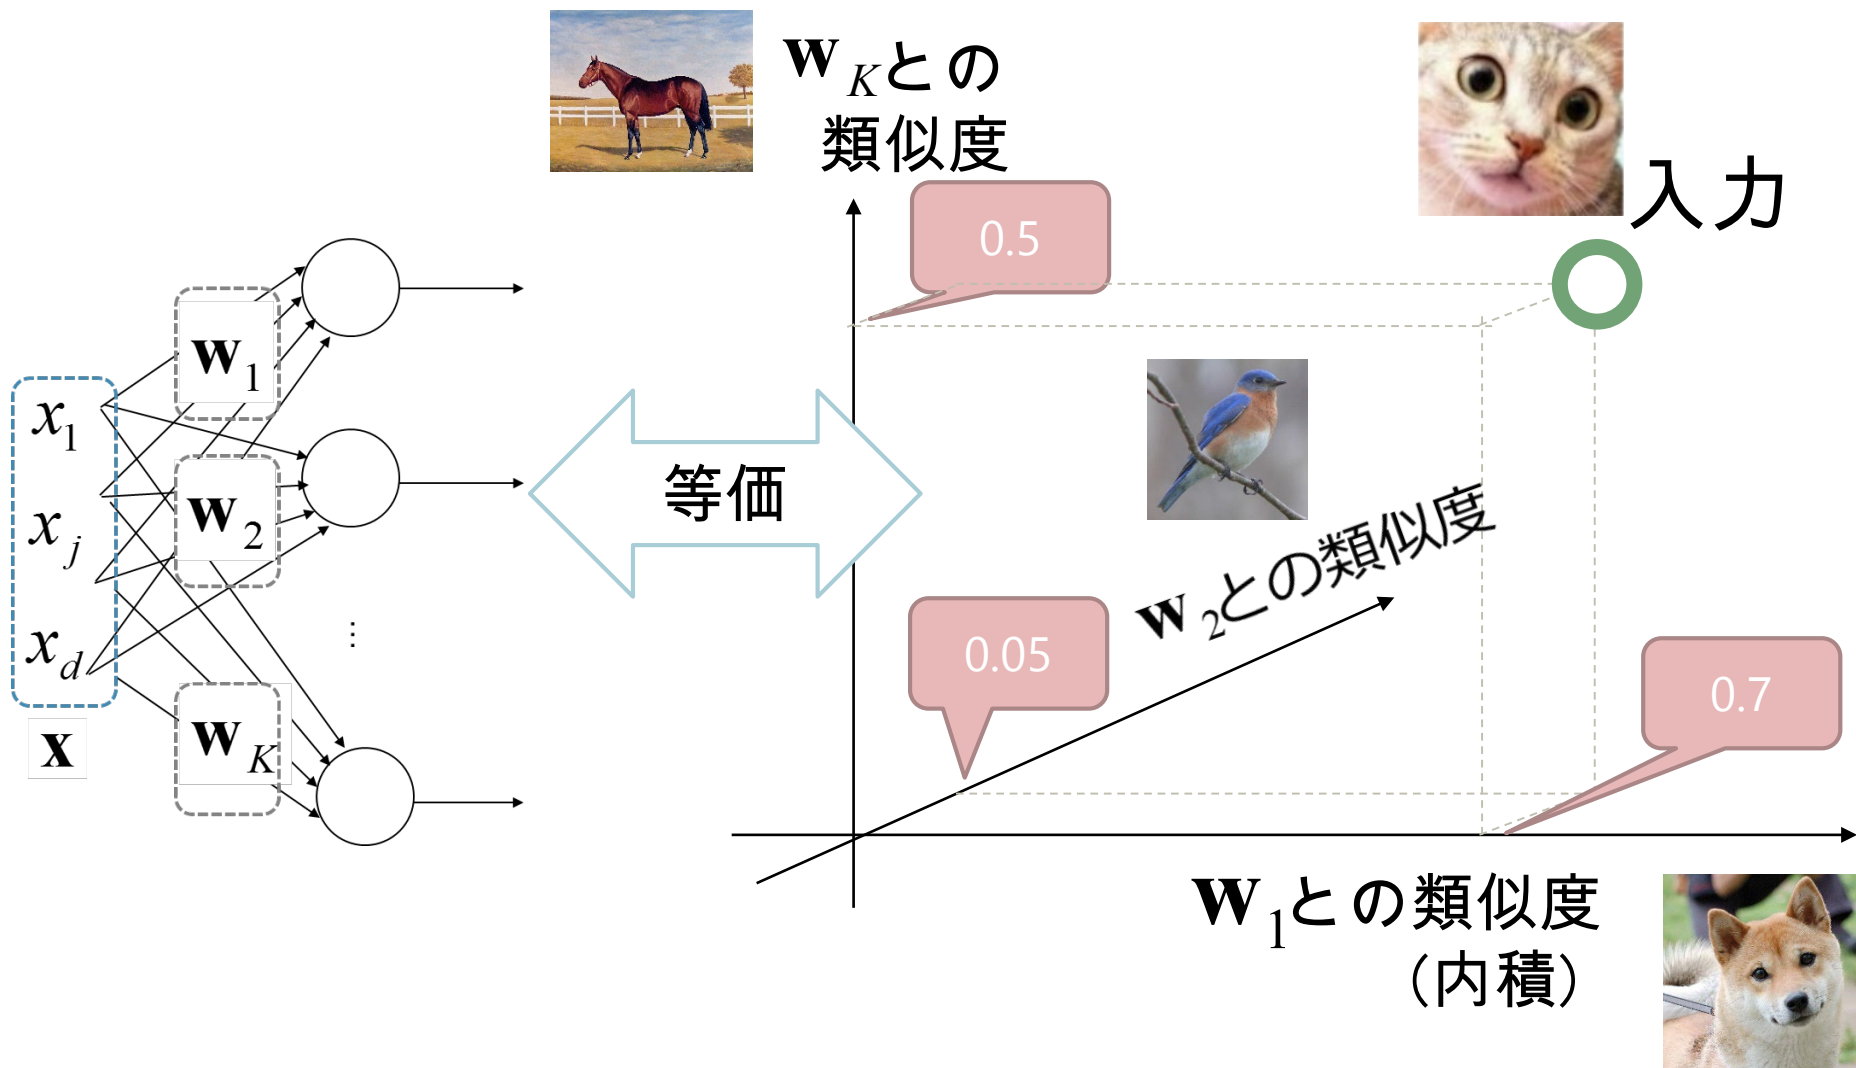 w_Kとの
類似度
入力
0.5
w_1
x_1
w_2
x_j
等価
w_2との類似度
0.05
⋮
x_d
0.7
w_K
x
w_1との類似度
(内積)